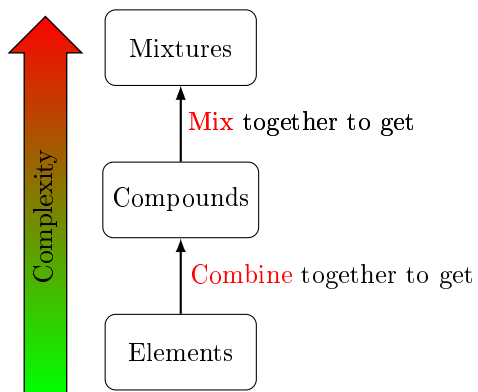 Mixtures
Mix together to get
Complexity
Compounds
Combine together to get
Elements